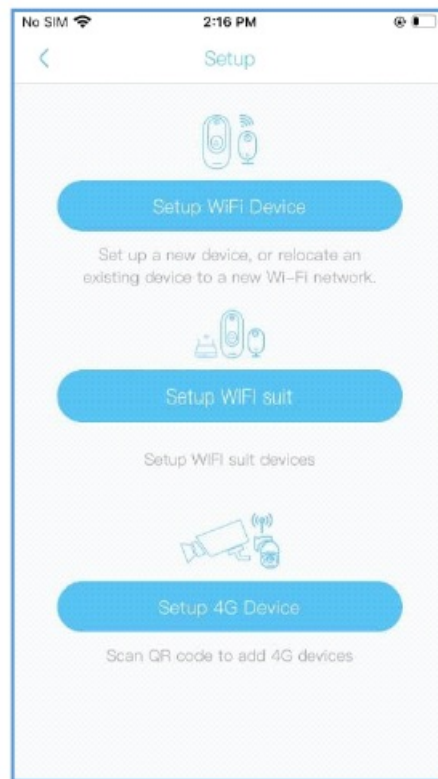 No SIM 2:16 PM
Setup
Setup WiFi Device
Set up a new device, or relocate an
existing device to a new Wi-Fi network.
Setup WIFI suit
Setup WIFI suit devices
Setup 4G Device
Scan QR code to add 4G devices